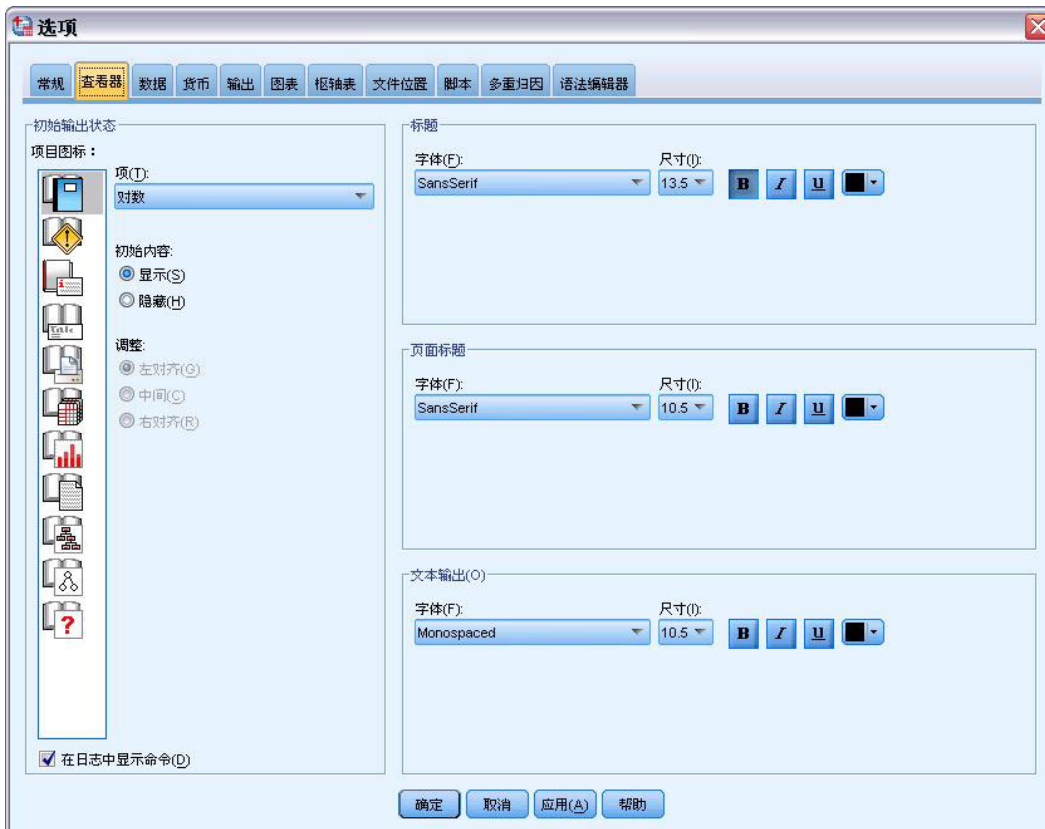 选项
常规 查看器 数据 货币 输出 图表 枢轴表 文件位置 脚本 多重归因 语法编辑器
初始输出状态
项目图标：
项(T):
对数
初始内容:
显示(S)
隐藏(H)
调整:
左对齐(G)
中间(C)
右对齐(R)
在日志中显示命令(D)
标题
字体(F): 尺寸(I):
SansSerif 13.5 B I U
页面标题
字体(F): 尺寸(I):
SansSerif 10.5 B I U
文本输出(O)
字体(F): 尺寸(I):
Monospaced 10.5 B I U
确定 取消 应用(A) 帮助